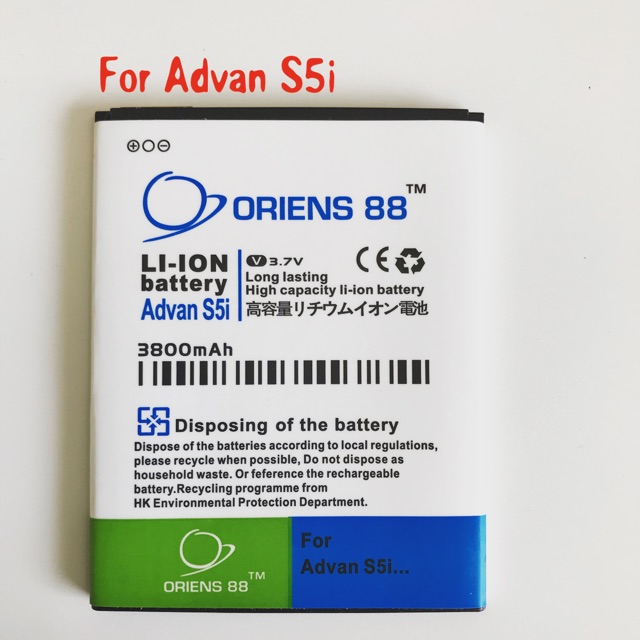 For Advan S5i
ORIENS 88™
LI-ION
battery
Advan S5i
V 3.7V
Long lasting
High capacity li-ion battery
高容量リチウムイオン電池
3800mAh
Disposing of the battery
Dispose of the batteries according to local regulations,
please recycle when possible, Do not dispose as
household waste. Or feference the rechargeable
battery.Recycling programme from
HK Environmental Protection Department.
ORIENS 88™
For
Advan S5i...